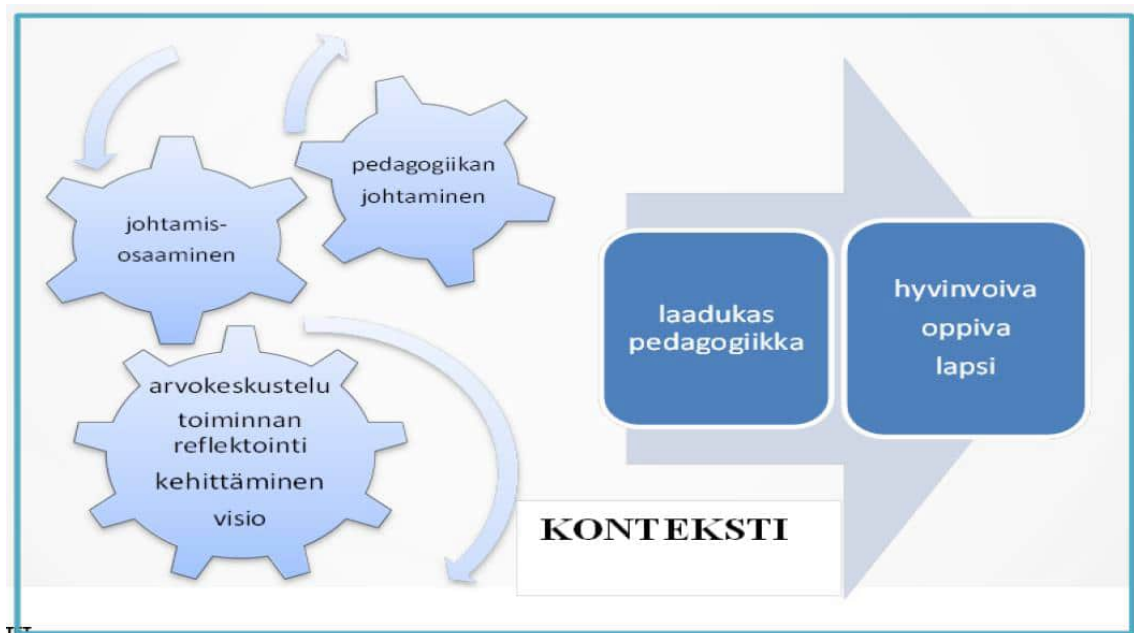 pedagogiikan
johtaminen
johtamis-
osaaminen
arvokeskustelu
toiminnan
reflektointi
kehittäminen
visio
laadukas
pedagogiikka
hyvinvoiva
oppiva
lapsi
KONTEKSTI